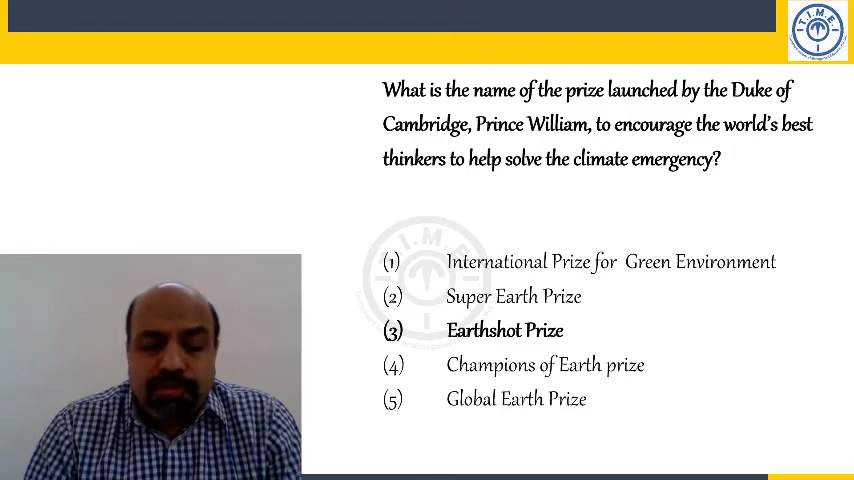 T.I.M.E.
What is the name of the prize launched by the Duke of
Cambridge, Prince William, to encourage the world's best
thinkers to help solve the climate emergency?
T.I.M.E.
(1) International Prize for Green Environment
(2) Super Earth Prize
(3) Earthshot Prize
(4) Champions of Earth prize
(5) Global Earth Prize